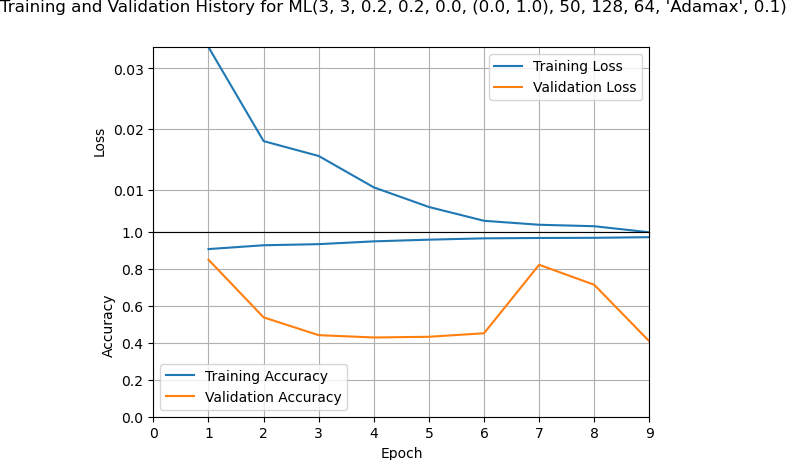 Training and Validation History for ML(3, 3, 0.2, 0.2, 0.0, (0.0, 1.0), 50, 128, 64, 'Adamax', 0.1)
Training Loss
Validation Loss
0.03
0.02
0.01
Loss
1.0
0.8
0.6
0.4
0.2
0.0
Accuracy
Training Accuracy
Validation Accuracy
0 1 2 3 4 5 6 7 8 9
Epoch